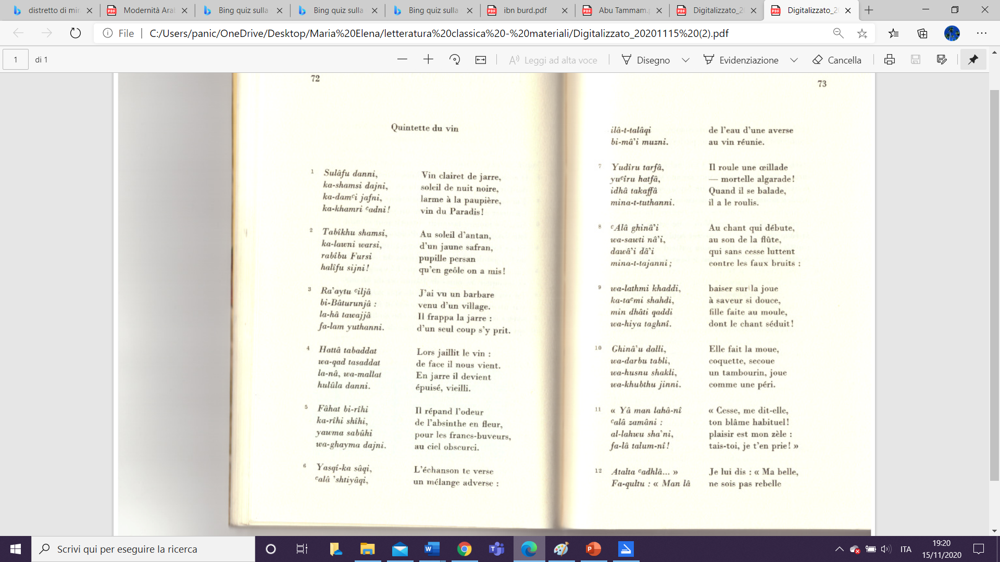 distretto di mir
Modernità Aral
Bing quiz sulla
Bing quiz sulla
Bing quiz sulla
ibn burd.pdf
Abu Tammam.p
Digitalizzato_20
Digitalizzato_20
File
C:/Users/panic/OneDrive/Desktop/Maria%20Elena/letteratura%20classica%20-%20materiali/Digitalizzato_20201115%20(2).pdf
1 di 1
Leggi ad alta voce
Disegno
Evidenziazione
Cancella
72
Quintette du vin
1 Sulâfu danni,
ka-shamsi dajni,
ka-damᶜi jafni,
ka-khamri ᶜadni!
Vin clairet de jarre,
soleil de nuit noire,
larme à la paupière,
vin du Paradis!
2 Tabîkhu shamsi,
ka-lawni warsi,
rabîbu Fursi
halîfu sijni!
Au soleil d'antan,
d'un jaune safran,
pupille persan
qu'en geôle on a mis!
3 Ra'aytu ᶜiljâ
bi-Bâturunjâ :
la-hâ tawajjâ
fa-lam yuthanni.
J'ai vu un barbare
venu d'un village.
Il frappa la jarre :
d'un seul coup s'y prit.
4 Hattâ tabaddat
wa-qad tasaddat
la-nâ, wa-mallat
hulûla danni.
Lors jaillit le vin :
de face il nous vient.
En jarre il devient
épuisé, vieilli.
5 Fâhat bi-rîhi
ka-rîhi shîhi,
yawma sabûhi
wa-ghayma dajni.
Il répand l'odeur
de l'absinthe en fleur,
pour les francs-buveurs,
au ciel obscurci.
6 Yasqî-ka sâqi,
ᶜalâ 'shtiyâqi,
L'échanson te verse
un mélange adverse :
73
ilâ-t-talâqi
bi-mâ'i muzni.
de l'eau d'une averse
au vin réunie.
7 Yudîru tarfâ,
yuᶜîru hatfâ,
idhâ takaffâ
mina-t-tuthanni.
Il roule une œillade
— mortelle algarade!
Quand il se balade,
il a le roulis.
8 ᶜAlâ ghinâ'i
wa-sawti nâ'i,
dawâ'i dâ'i
mina-t-tajanni;
Au chant qui débute,
au son de la flûte,
qui sans cesse luttent
contre les faux bruits :
9 wa-lathmi khaddi,
ka-taᶜmi shahdi,
min dhâti qaddi
wa-hiya taghnî.
baiser sur la joue
à saveur si douce,
fille faite au moule,
dont le chant séduit!
10 Ghinâ'u dalli,
wa-darbu tabli,
wa-husnu shakli,
wa-khubthu jinni.
Elle fait la moue,
coquette, secoue
un tambourin, joue
comme une péri.
11 « Yâ man lahâ-nî
ᶜalâ zamâni :
al-lahwu sha'ni,
fa-lâ talum-nî!
« Cesse, me dit-elle,
ton blâme habituel!
plaisir est mon zèle :
tais-toi, je t'en prie! »
12 Atalta ᶜadhlâ... »
Fa-qultu : « Man lâ
Je lui dis : « Ma belle,
ne sois pas rebelle
Scrivi qui per eseguire la ricerca
ITA
19:20
15/11/2020